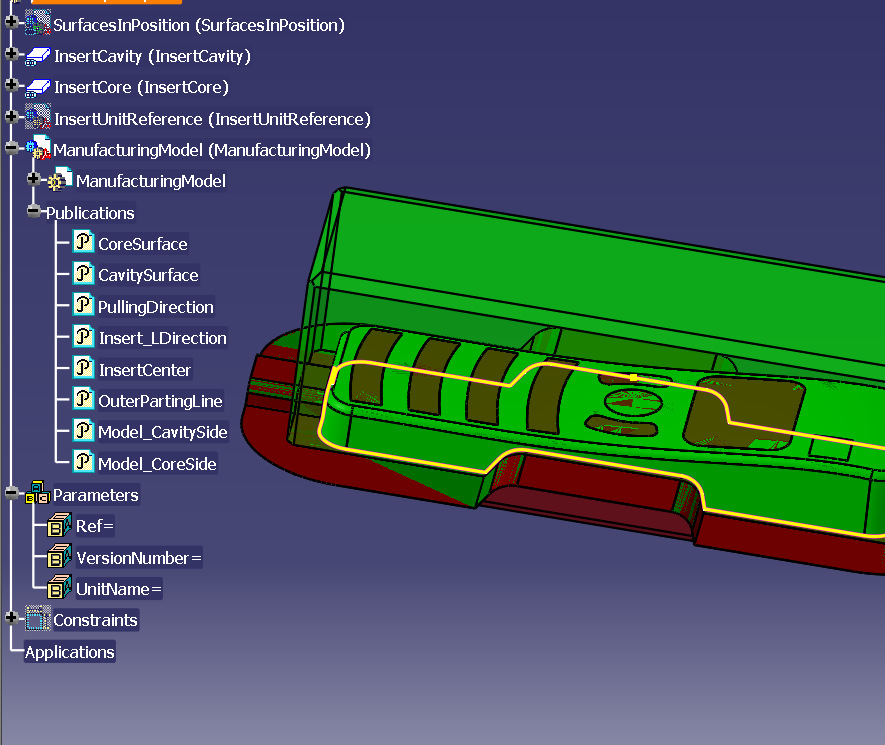 SurfacesInPosition (SurfacesInPosition)
InsertCavity (InsertCavity)
InsertCore (InsertCore)
InsertUnitReference (InsertUnitReference)
ManufacturingModel (ManufacturingModel)
ManufacturingModel
Publications
CoreSurface
CavitySurface
PullingDirection
Insert_LDirection
InsertCenter
OuterPartingLine
Model_CavitySide
Model_CoreSide
Parameters
Ref=
VersionNumber=
UnitName=
Constraints
Applications